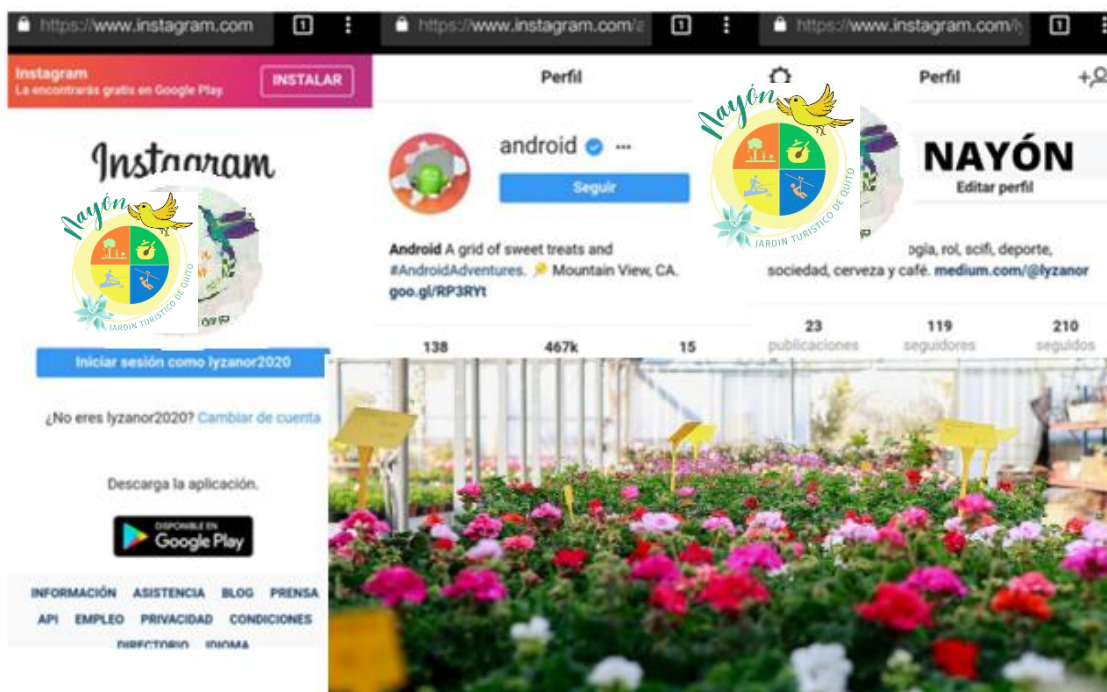 https://www.instagram.com
1
Instagram
La encontrarás gratis en Google Play.
INSTALAR
Instagram
Nayón
JARDIN TURISTICO DE QUITO
Iniciar sesión como lyzanor2020
¿No eres lyzanor2020? Cambiar de cuenta
Descarga la aplicación.
DISPONIBLE EN
Google Play
INFORMACIÓN ASISTENCIA BLOG PRENSA
API EMPLEO PRIVACIDAD CONDICIONES
DIRECTORIO IDIOMA
https://www.instagram.com/a
1
Perfil
android
Seguir
Android A grid of sweet treats and
#AndroidAdventures. Mountain View, CA.
goo.gl/RP3RYt
138 467k 15
https://www.instagram.com/ly
1
Perfil
Nayón
JARDIN TURISTICO DE QUITO
NAYÓN
Editar perfil
ogía, rol, scifi, deporte,
sociedad, cerveza y café. medium.com/@lyzanor
23 119 210
publicaciones seguidores seguidos